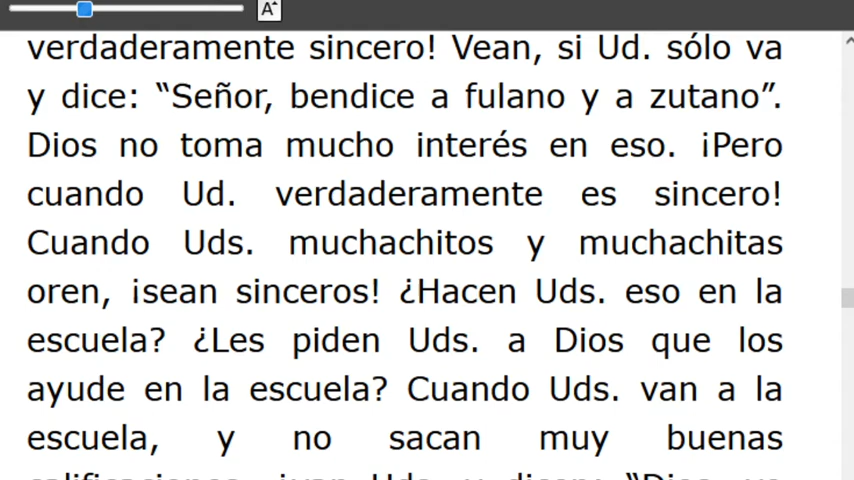 A
verdaderamente sincero! Vean, si Ud. sólo va
y dice: “Señor, bendice a fulano y a zutano”.
Dios no toma mucho interés en eso. ¡Pero
cuando Ud. verdaderamente es sincero!
Cuando Uds. muchachitos y muchachitas
oren, ¡sean sinceros! ¿Hacen Uds. eso en la
escuela? ¿Les piden Uds. a Dios que los
ayude en la escuela? Cuando Uds. van a la
escuela, y no sacan muy buenas